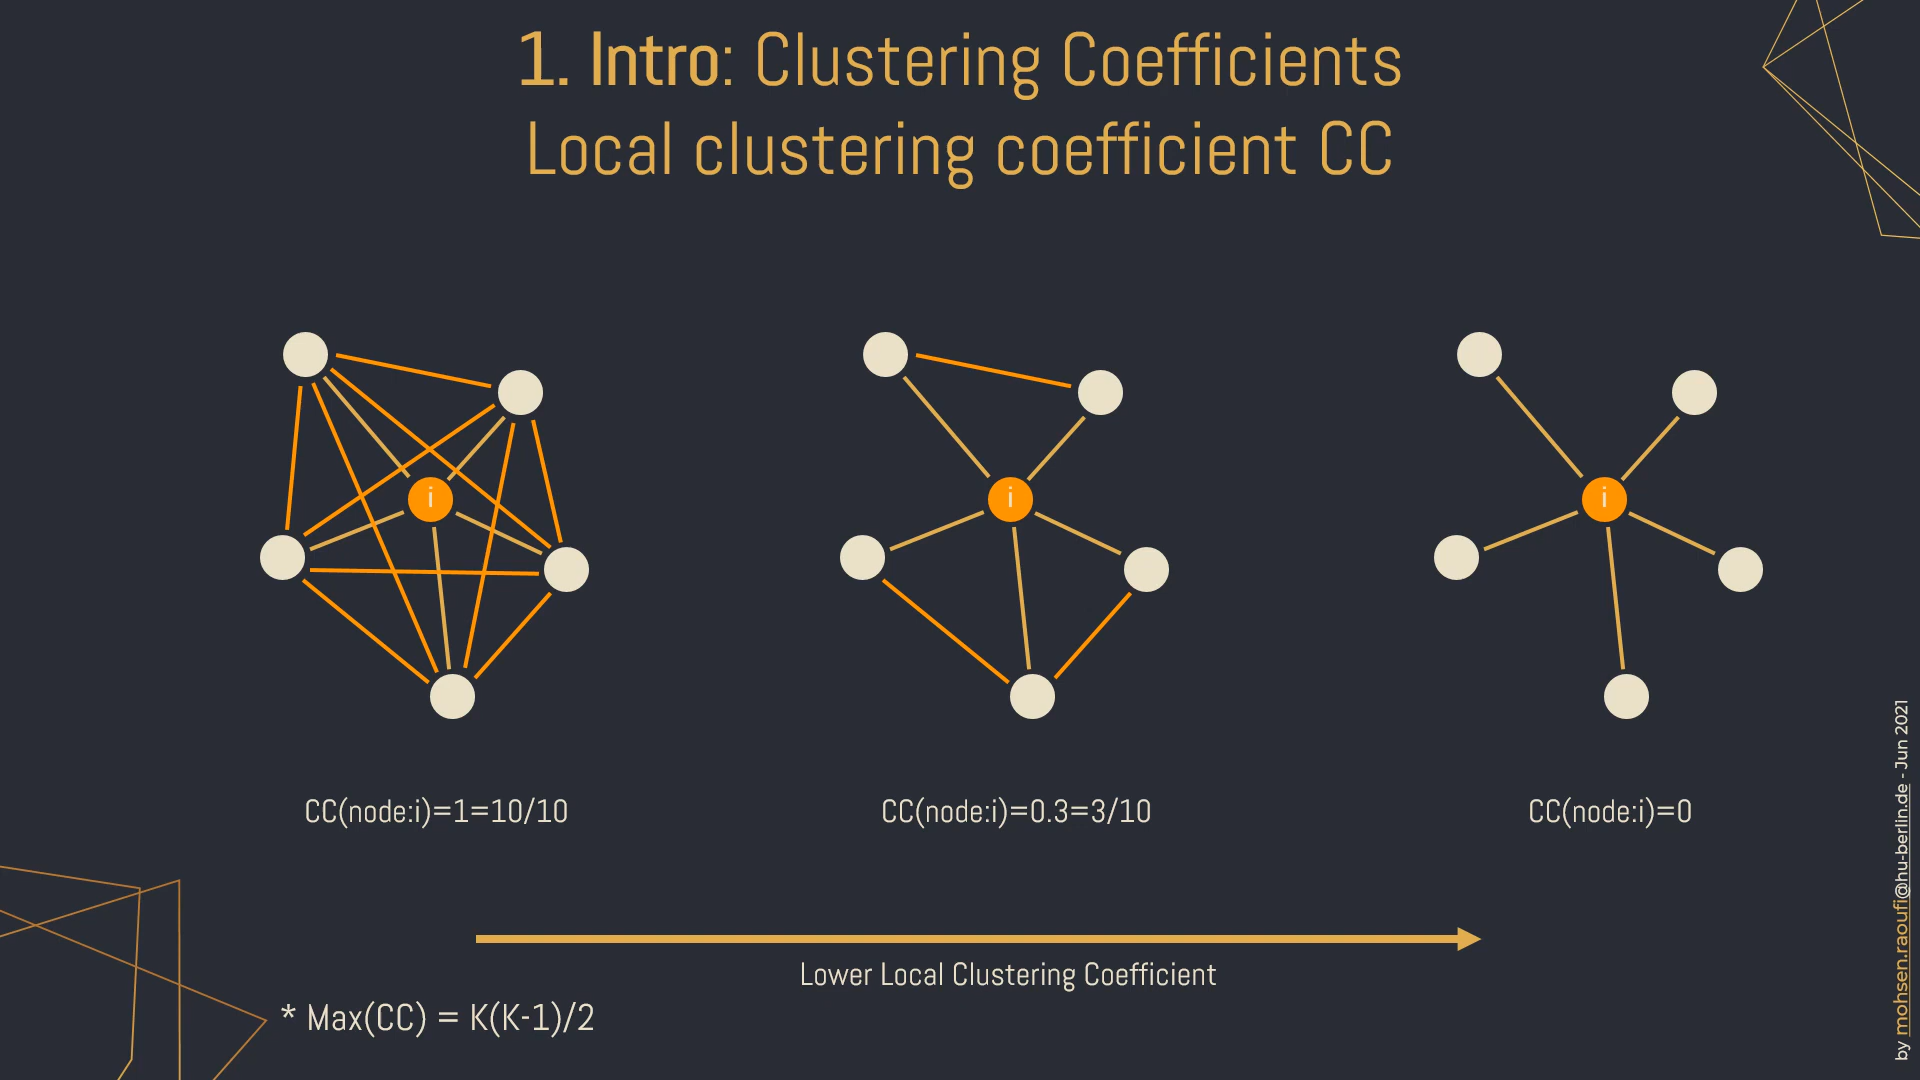 1. Intro: Clustering Coefficients
Local clustering coefficient CC
i
i
i
CC(node:i)=1=10/10
CC(node:i)=0.3=3/10
CC(node:i)=0
Lower Local Clustering Coefficient
* Max(CC) = K(K-1)/2
by mohsen.raoufi@hu-berlin.de - Jun 2021